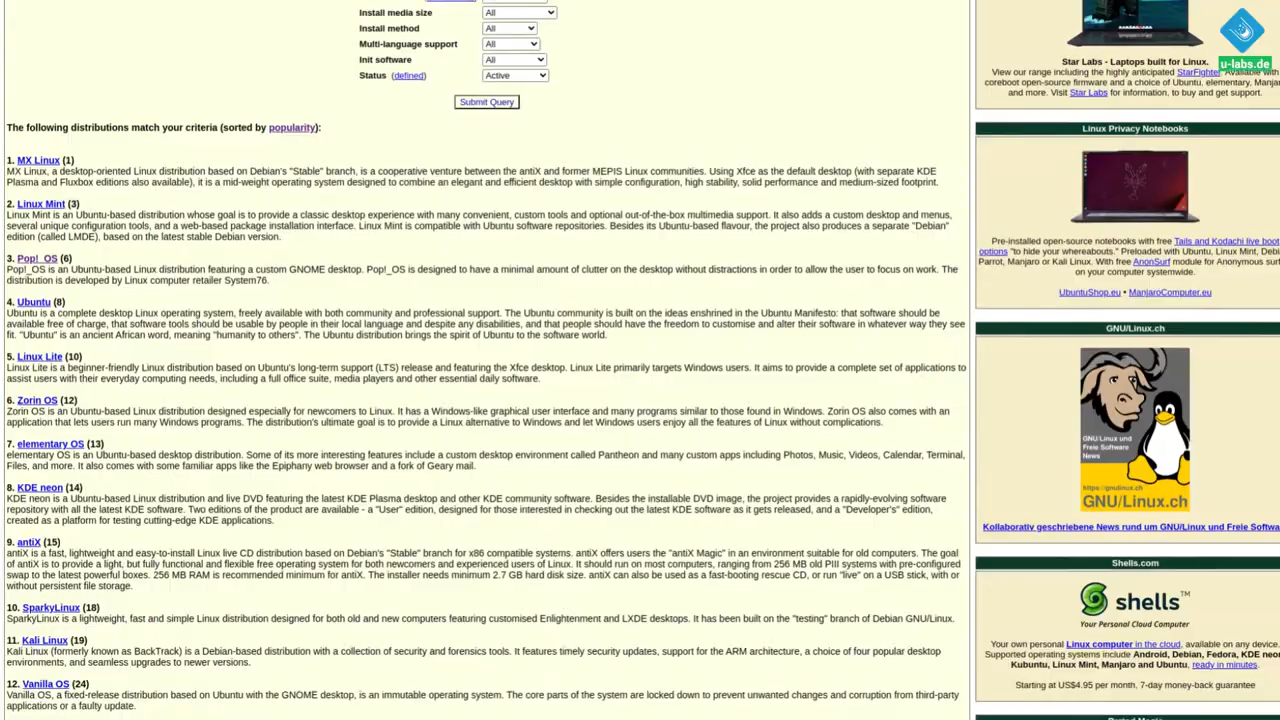 Install media size All
Install method All
Multi-language support All
Init software All
Status (defined) Active
Submit Query
The following distributions match your criteria (sorted by popularity):
1. MX Linux (1)
MX Linux, a desktop-oriented Linux distribution based on Debian's "Stable" branch, is a cooperative venture between the antiX and former MEPIS Linux communities. Using Xfce as the default desktop (with separate KDE
Plasma and Fluxbox editions also available), it is a mid-weight operating system designed to combine an elegant and efficient desktop with simple configuration, high stability, solid performance and medium-sized footprint.
2. Linux Mint (3)
Linux Mint is an Ubuntu-based distribution whose goal is to provide a classic desktop experience with many convenient, custom tools and optional out-of-the-box multimedia support. It also adds a custom desktop and menus,
several unique configuration tools, and a web-based package installation interface. Linux Mint is compatible with Ubuntu software repositories. Besides its Ubuntu-based flavour, the project also produces a separate "Debian"
edition (called LMDE), based on the latest stable Debian version.
3. Pop!_OS (6)
Pop!_OS is an Ubuntu-based Linux distribution featuring a custom GNOME desktop. Pop!_OS is designed to have a minimal amount of clutter on the desktop without distractions in order to allow the user to focus on work. The
distribution is developed by Linux computer retailer System76.
4. Ubuntu (8)
Ubuntu is a complete desktop Linux operating system, freely available with both community and professional support. The Ubuntu community is built on the ideas enshrined in the Ubuntu Manifesto: that software should be
available free of charge, that software tools should be usable by people in their local language and despite any disabilities, and that people should have the freedom to customise and alter their software in whatever way they see
fit. "Ubuntu" is an ancient African word, meaning "humanity to others". The Ubuntu distribution brings the spirit of Ubuntu to the software world.
5. Linux Lite (10)
Linux Lite is a beginner-friendly Linux distribution based on Ubuntu's long-term support (LTS) release and featuring the Xfce desktop. Linux Lite primarily targets Windows users. It aims to provide a complete set of applications to
assist users with their everyday computing needs, including a full office suite, media players and other essential daily software.
6. Zorin OS (12)
Zorin OS is an Ubuntu-based Linux distribution designed especially for newcomers to Linux. It has a Windows-like graphical user interface and many programs similar to those found in Windows. Zorin OS also comes with an
application that lets users run many Windows programs. The distribution's ultimate goal is to provide a Linux alternative to Windows and let Windows users enjoy all the features of Linux without complications.
7. elementary OS (13)
elementary OS is an Ubuntu-based desktop distribution. Some of its more interesting features include a custom desktop environment called Pantheon and many custom apps including Photos, Music, Videos, Calendar, Terminal,
Files, and more. It also comes with some familiar apps like the Epiphany web browser and a fork of Geary mail.
8. KDE neon (14)
KDE neon is a Ubuntu-based Linux distribution and live DVD featuring the latest KDE Plasma desktop and other KDE community software. Besides the installable DVD image, the project provides a rapidly-evolving software
repository with all the latest KDE software. Two editions of the product are available - a "User" edition, designed for those interested in checking out the latest KDE software as it gets released, and a "Developer's" edition,
created as a platform for testing cutting-edge KDE applications.
9. antiX (15)
antiX is a fast, lightweight and easy-to-install Linux live CD distribution based on Debian's "Stable" branch for x86 compatible systems. antiX offers users the "antiX Magic" in an environment suitable for old computers. The goal
of antiX is to provide a light, but fully functional and flexible free operating system for both newcomers and experienced users of Linux. It should run on most computers, ranging from 256 MB old PIII systems with pre-configured
swap to the latest powerful boxes. 256 MB RAM is recommended minimum for antiX. The installer needs minimum 2.7 GB hard disk size. antiX can also be used as a fast-booting rescue CD, or run "live" on a USB stick, with or
without persistent file storage.
10. SparkyLinux (18)
SparkyLinux is a lightweight, fast and simple Linux distribution designed for both old and new computers featuring customised Enlightenment and LXDE desktops. It has been built on the "testing" branch of Debian GNU/Linux.
11. Kali Linux (19)
Kali Linux (formerly known as BackTrack) is a Debian-based distribution with a collection of security and forensics tools. It features timely security updates, support for the ARM architecture, a choice of four popular desktop
environments, and seamless upgrades to newer versions.
12. Vanilla OS (24)
Vanilla OS, a fixed-release distribution based on Ubuntu with the GNOME desktop, is an immutable operating system. The core parts of the system are locked down to prevent unwanted changes and corruption from third-party
applications or a faulty update.
u-labs.de
Star Labs - Laptops built for Linux.
View our range including the highly anticipated StarFighter. Available with
coreboot open-source firmware and a choice of Ubuntu, elementary, Manja
and more. Visit Star Labs for information, to buy and get support.
Linux Privacy Notebooks
Pre-installed open-source notebooks with free Tails and Kodachi live boot
options "to hide your whereabouts." Preloaded with Ubuntu, Linux Mint, Debi
Parrot, Manjaro or Kali Linux. With free AnonSurf module for Anonymous surf
on your computer systemwide.
UbuntuShop.eu • ManjaroComputer.eu
GNU/Linux.ch
GNU/Linux und
Freie Software
News
https://gnulinux.ch
GNU/Linux.ch
Kollaborativ geschriebene News rund um GNU/Linux und Freie Softwa
Shells.com
shells™
Your Personal Cloud Computer
Your own personal Linux computer in the cloud, available on any device.
Supported operating systems include Android, Debian, Fedora, KDE neon
Kubuntu, Linux Mint, Manjaro and Ubuntu, ready in minutes.
Starting at US$4.95 per month, 7-day money-back guarantee